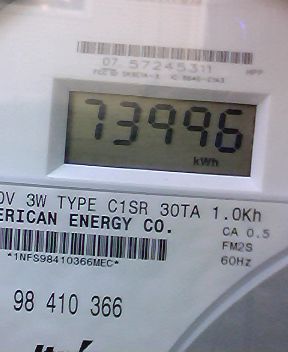 07 57245311
HPP
73996
kWh
0V 3W TYPE C1SR 30TA 1.0Kh
ERICAN ENERGY CO.
CA 0.5
FM2S
60Hz
*1NFS98410366MEC*
98 410 366